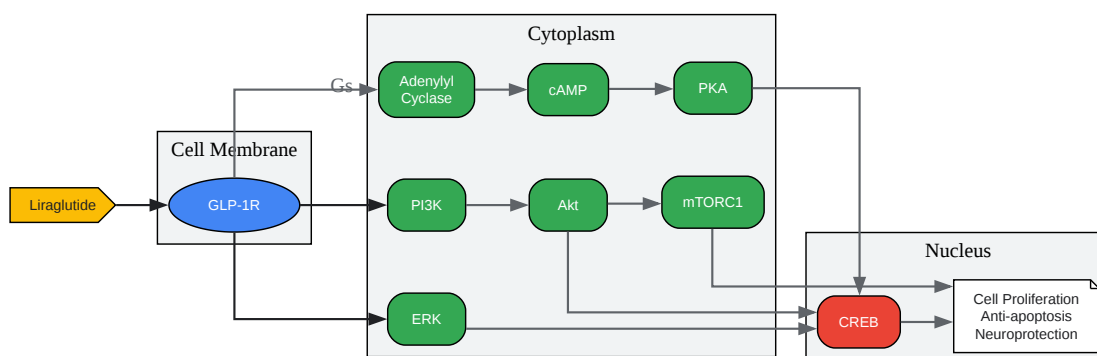 Cytoplasm
Gs
Adenylyl
Cyclase
cAMP
PKA
Cell Membrane
Liraglutide
GLP-1R
PI3K
Akt
mTORC1
Nucleus
ERK
CREB
Cell Proliferation
Anti-apoptosis
Neuroprotection